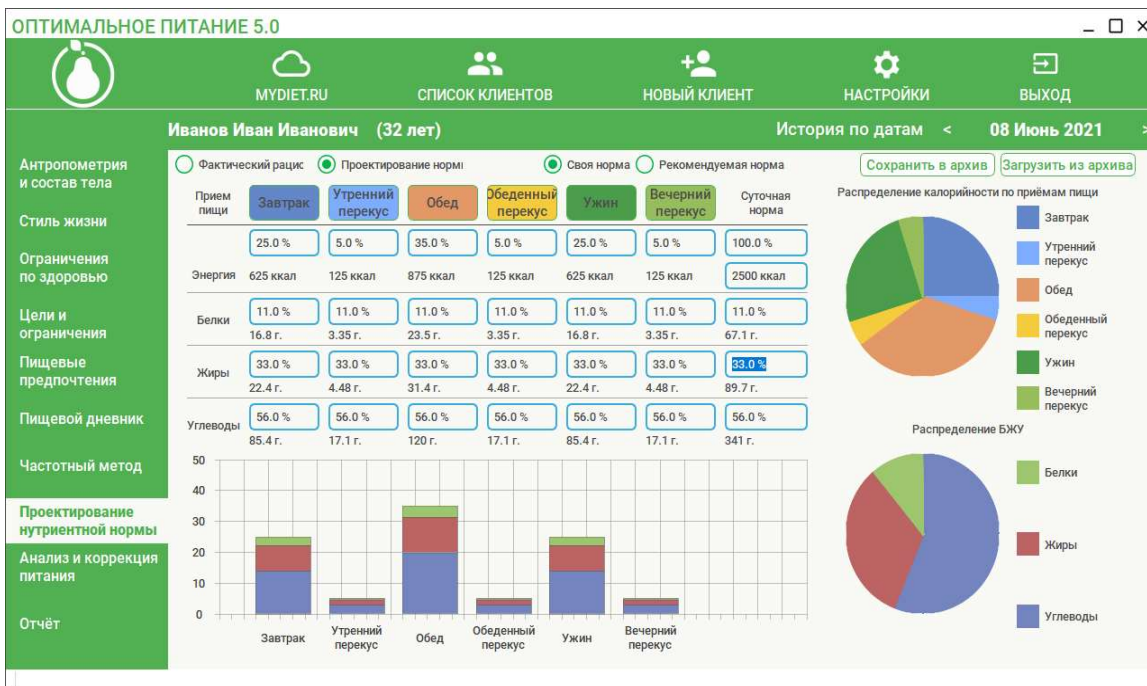 ОПТИМАЛЬНОЕ ПИТАНИЕ 5.0
MYDIET.RU
СПИСОК КЛИЕНТОВ
НОВЫЙ КЛИЕНТ
НАСТРОЙКИ
ВЫХОД
Иванов Иван Иванович (32 лет)
История по датам < 08 Июнь 2021 >
Антропометрия
и состав тела
Стиль жизни
Ограничения
по здоровью
Цели и
ограничения
Пищевые
предпочтения
Пищевой дневник
Частотный метод
Проектирование
нутриентной нормы
Анализ и коррекция
питания
Отчёт
Фактический рацис Проектирование норм Своя норма Рекомендуемая норма
Сохранить в архив Загрузить из архива
Прием
пищи
Завтрак
Утренний
перекус
Обед
Обеденный
перекус
Ужин
Вечерний
перекус
Суточная
норма
25.0 % 5.0 % 35.0 % 5.0 % 25.0 % 5.0 % 100.0 %
Энергия 625 ккал 125 ккал 875 ккал 125 ккал 625 ккал 125 ккал 2500 ккал
Белки 11.0 % 11.0 % 11.0 % 11.0 % 11.0 % 11.0 % 11.0 %
16.8 г. 3.35 г. 23.5 г. 3.35 г. 16.8 г. 3.35 г. 67.1 г.
Жиры 33.0 % 33.0 % 33.0 % 33.0 % 33.0 % 33.0 % 33.0 %
22.4 г. 4.48 г. 31.4 г. 4.48 г. 22.4 г. 4.48 г. 89.7 г.
Углеводы 56.0 % 56.0 % 56.0 % 56.0 % 56.0 % 56.0 % 56.0 %
85.4 г. 17.1 г. 120 г. 17.1 г. 85.4 г. 17.1 г. 341 г.
50
40
30
20
10
0
Завтрак
Утренний
перекус
Обед
Обеденный
перекус
Ужин
Вечерний
перекус
Распределение калорийности по приёмам пищи
Завтрак
Утренний
перекус
Обед
Обеденный
перекус
Ужин
Вечерний
перекус
Распределение БЖУ
Белки
Жиры
Углеводы